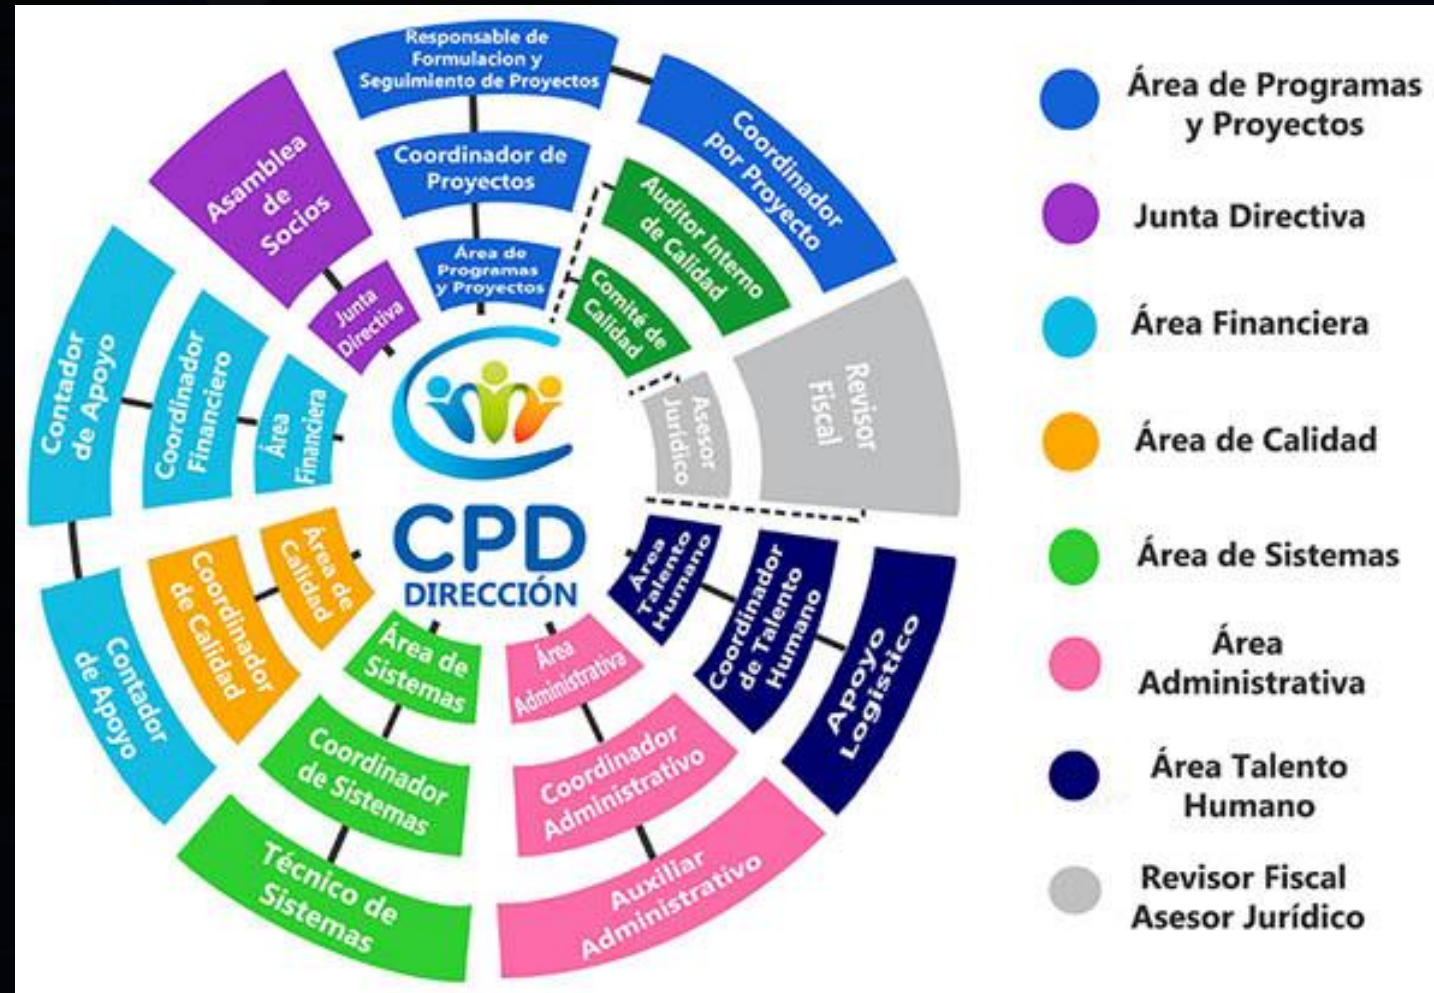 Responsable de
Formulacion y
Seguimiento de Proyectos
Coordinador de
Proyectos
Área de
Programas
y Proyectos
Coordinador
por Proyecto
Auditor Interno
de Calidad
Comité de
Calidad
Revisor
Fiscal
Asesor
Jurídico
Área
Talento
Humano
Coordinador
de Talento
Humano
Apoyo
Logístico
Área
Administrativa
Coordinador
Administrativo
Auxiliar
Administrativo
Área de
Sistemas
Coordinador
de Sistemas
Técnico de
Sistemas
Área de
Calidad
Coordinador
de Calidad
Contador
de Apoyo
Área
Financiera
Coordinador
Financiero
Contador
de Apoyo
Junta
Directiva
Asamblea
de
Socios
CPD
DIRECCIÓN
Área de Programas
y Proyectos
Junta Directiva
Área Financiera
Área de Calidad
Área de Sistemas
Área
Administrativa
Área Talento
Humano
Revisor Fiscal
Asesor Jurídico